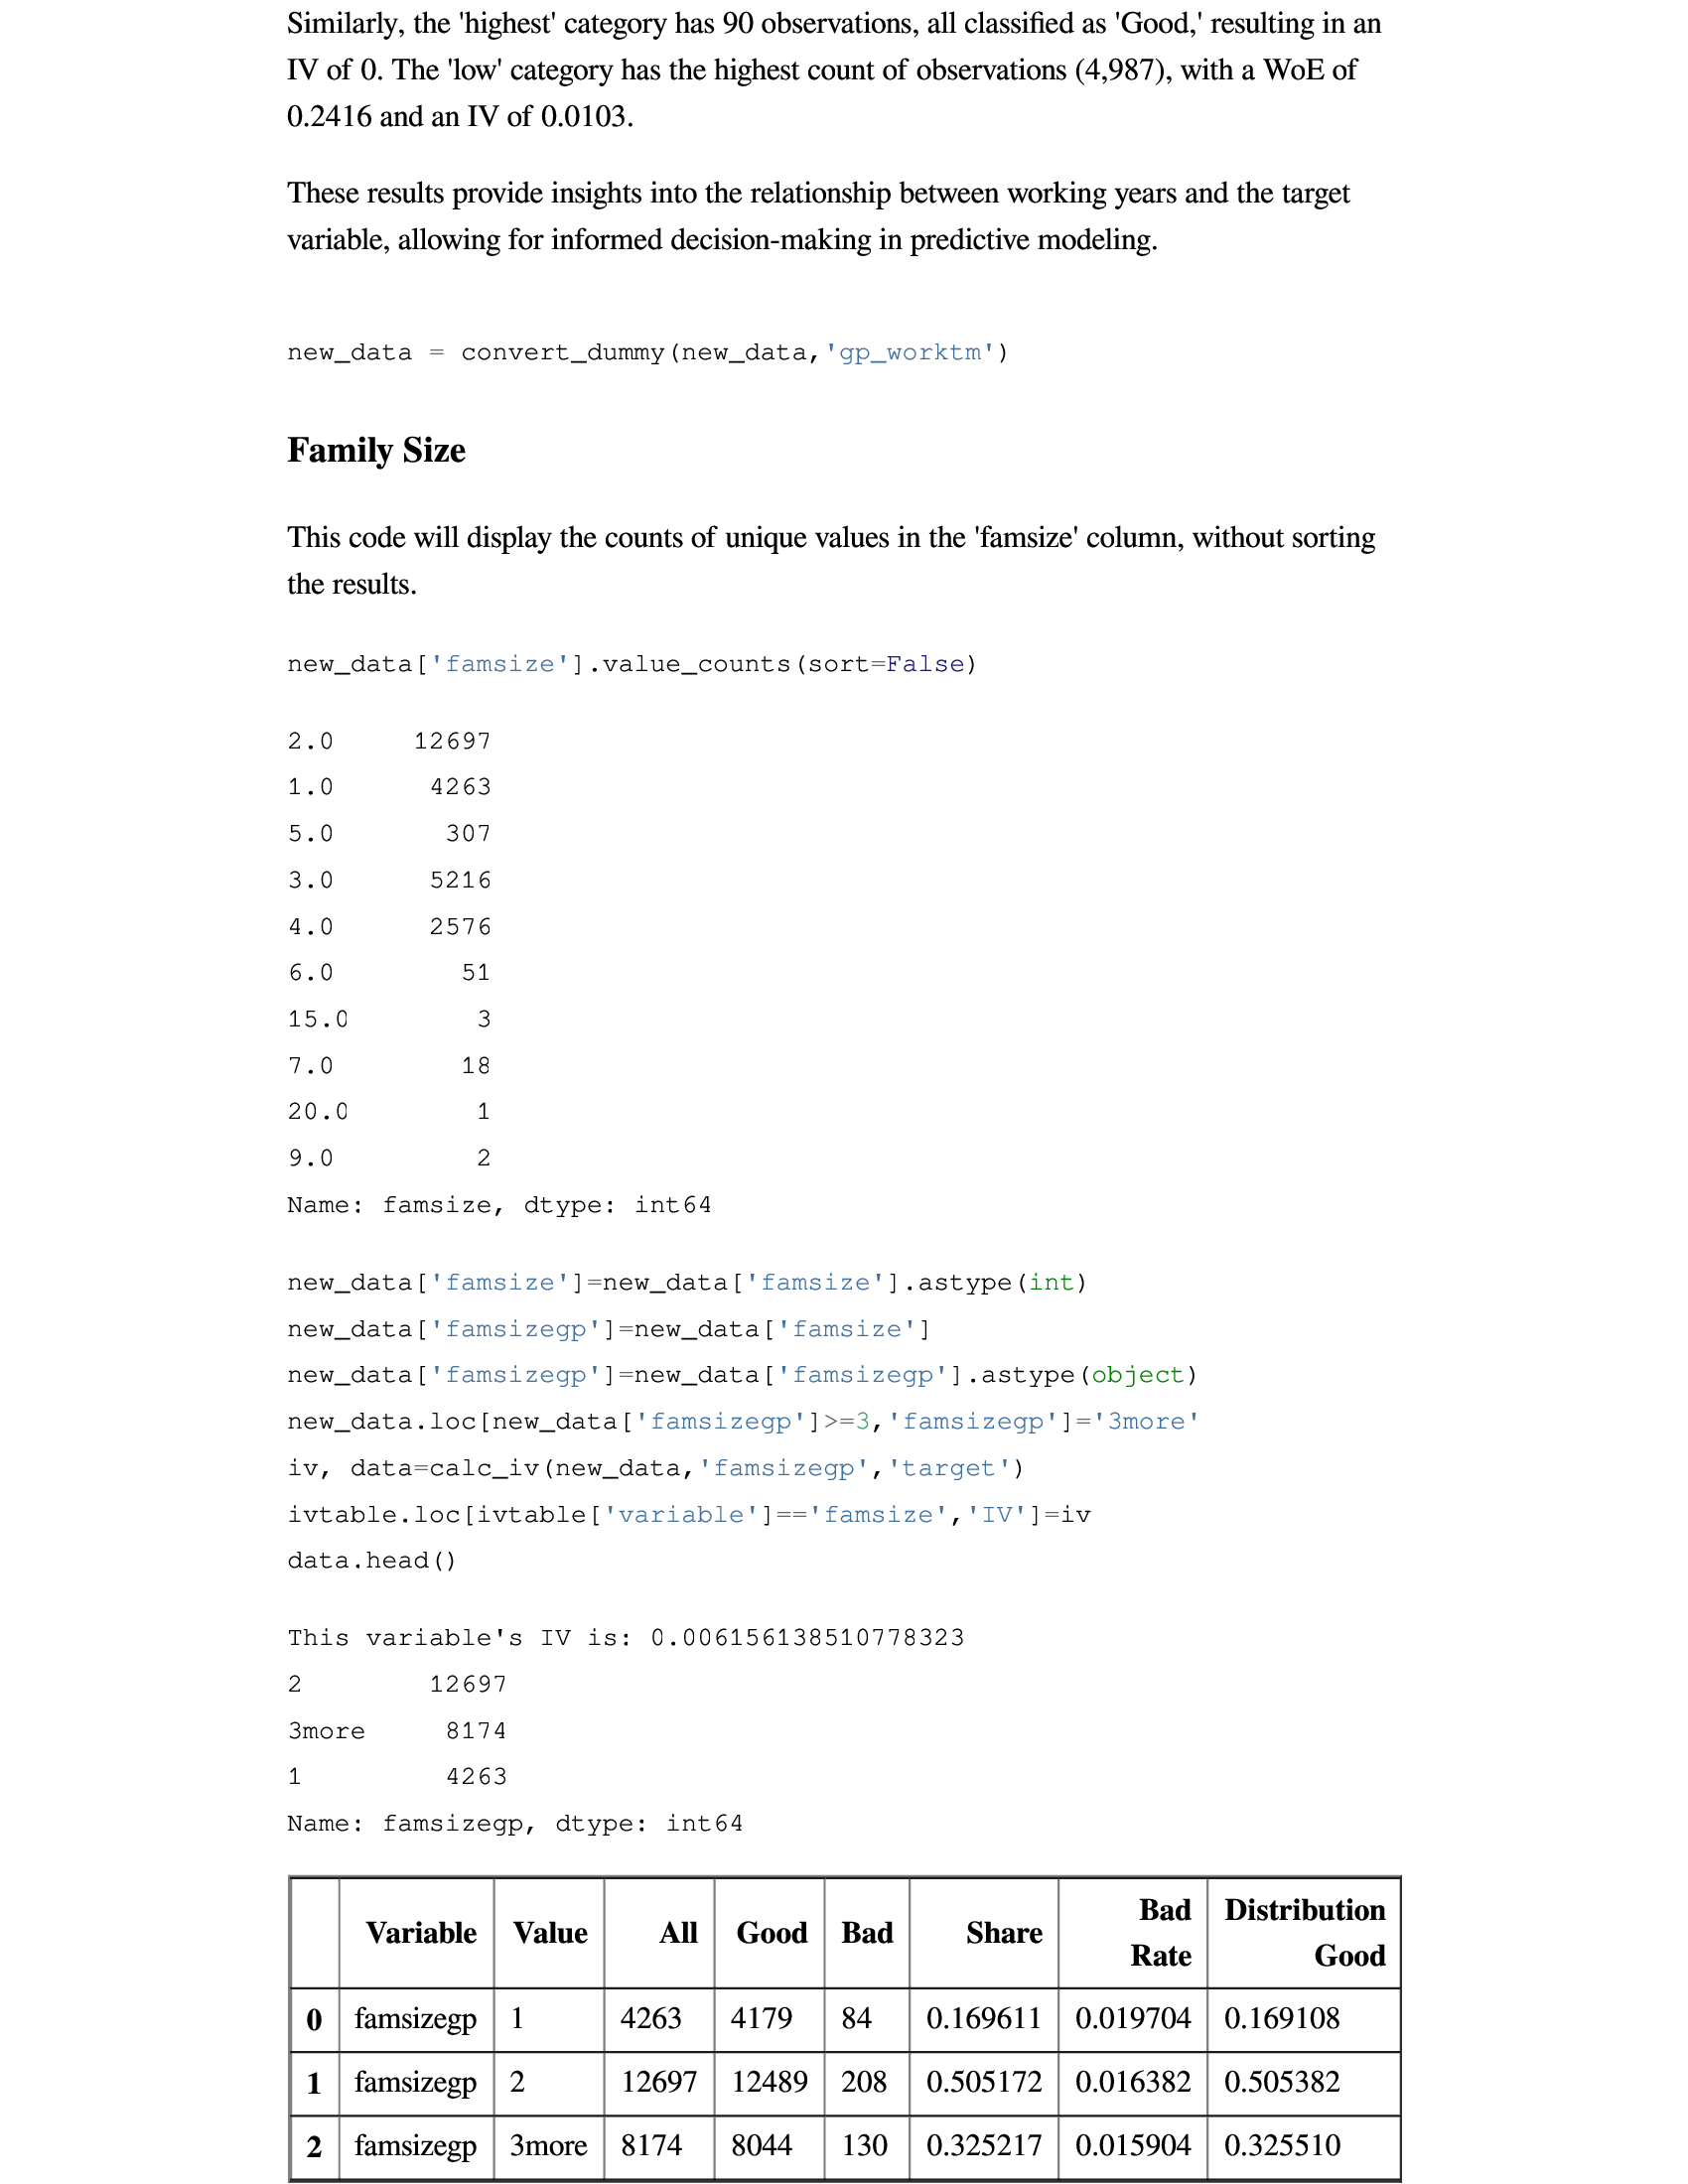 Similarly, the 'highest' category has 90 observations, all classified as 'Good,' resulting in an
IV of 0. The 'low' category has the highest count of observations (4,987), with a WoE of
0.2416 and an IV of 0.0103.
These results provide insights into the relationship between working years and the target
variable, allowing for informed decision-making in predictive modeling.
new_data = convert_dummy(new_data,'gp_worktm')
Family Size
This code will display the counts of unique values in the 'famsize' column, without sorting
the results.
new_data['famsize'].value_counts(sort=False)
2.0 12697
1.0 4263
5.0 307
3.0 5216
4.0 2576
6.0 51
15.0 3
7.0 18
20.0 1
9.0 2
Name: famsize, dtype: int64
new_data['famsize']=new_data['famsize'].astype(int)
new_data['famsizegp']=new_data['famsize']
new_data['famsizegp']=new_data['famsizegp'].astype(object)
new_data.loc[new_data['famsizegp']>=3,'famsizegp']='3more'
iv, data=calc_iv(new_data,'famsizegp','target')
ivtable.loc[ivtable['variable']=='famsize','IV']=iv
data.head()
This variable's IV is: 0.006156138510778323
2 12697
3more 8174
1 4263
Name: famsizegp, dtype: int64
Variable Value All Good Bad Share Bad Rate Distribution Good
0 famsizegp 1 4263 4179 84 0.169611 0.019704 0.169108
1 famsizegp 2 12697 12489 208 0.505172 0.016382 0.505382
2 famsizegp 3more 8174 8044 130 0.325217 0.015904 0.325510